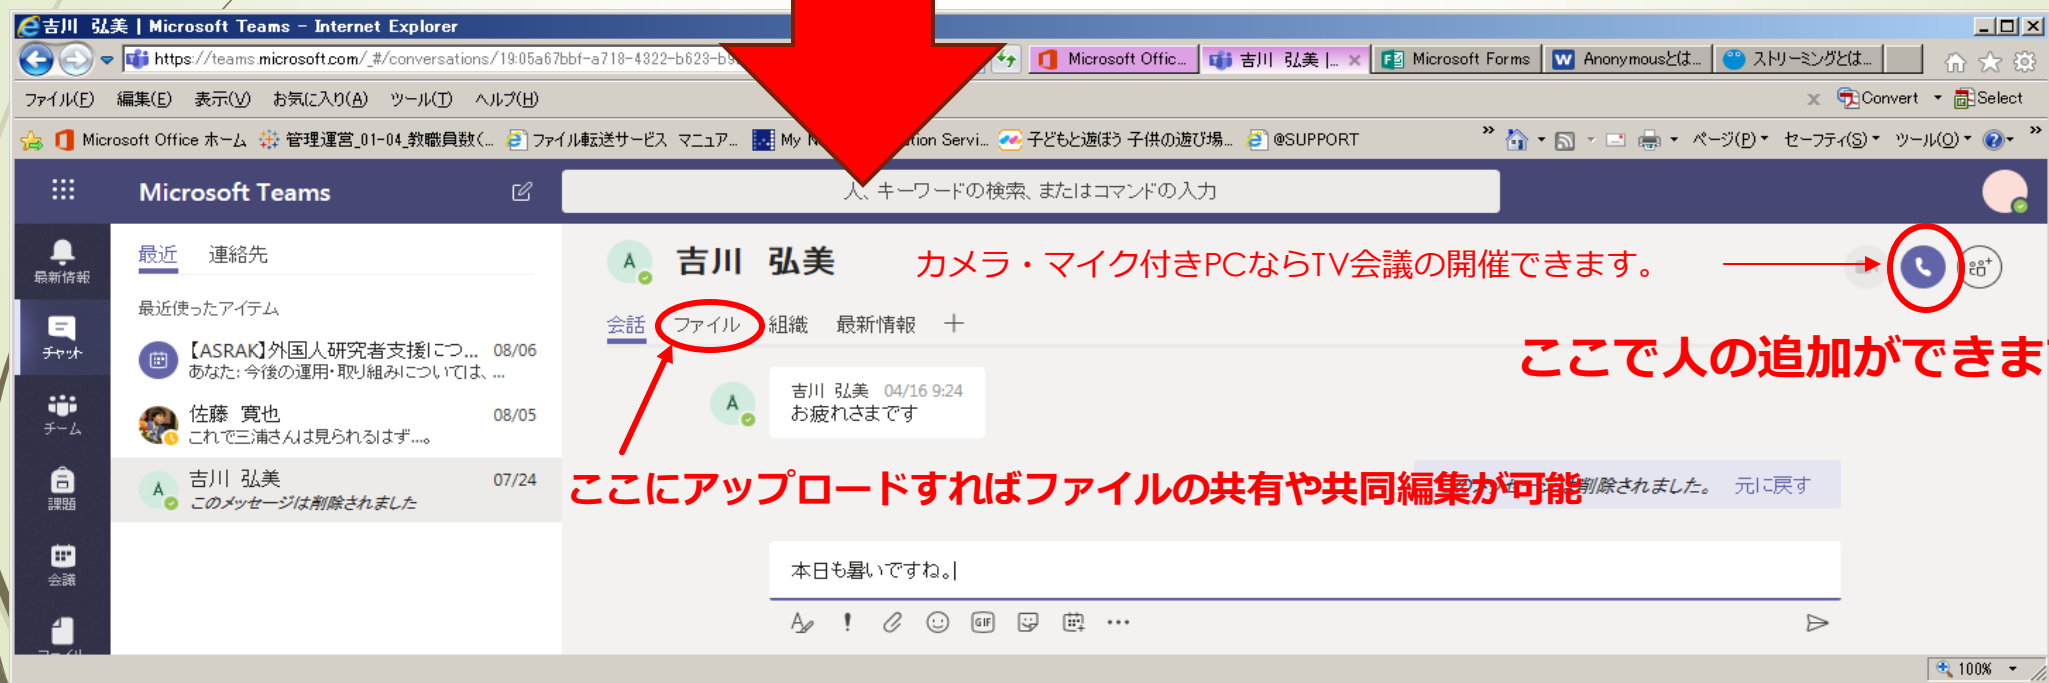 吉川 弘美 | Microsoft Teams - Internet Explorer
https://teams.microsoft.com/_#/conversations/19:05a67bbf-a718-4322-b623-b
Microsoft Offic...
吉川 弘美 |...
Microsoft Forms
Anonymousとは...
ストリーミングとは...
ファイル(F) 編集(E) 表示(V) お気に入り(A) ツール(T) ヘルプ(H)
Convert Select
Microsoft Office ホーム 管理運営_01-04_教職員数(... ファイル転送サービス マニュア... My N ation Servi... 子どもと遊ぼう 子供の遊び場... @SUPPORT » ページ(P) セーフティ(S) ツール(O) »
Microsoft Teams
人、キーワードの検索、またはコマンドの入力
最新情報
チャット
チーム
課題
会議
ファイル
最近 連絡先
最近使ったアイテム
【ASRAK】外国人研究者支援につ... 08/06
あなた: 今後の運用・取り組みについては、...
佐藤 寛也 08/05
これで三浦さんは見られるはず...。
A 吉川 弘美 07/24
このメッセージは削除されました
A 吉川 弘美
カメラ・マイク付きPCならTV会議の開催できます。
会話 ファイル 組織 最新情報 +
ここで人の追加ができま
A 吉川 弘美 04/16 9:24
お疲れさまです
ここにアップロードすればファイルの共有や共同編集が可能
削除されました。 元に戻す
本日も暑いですね。
GIF
100%